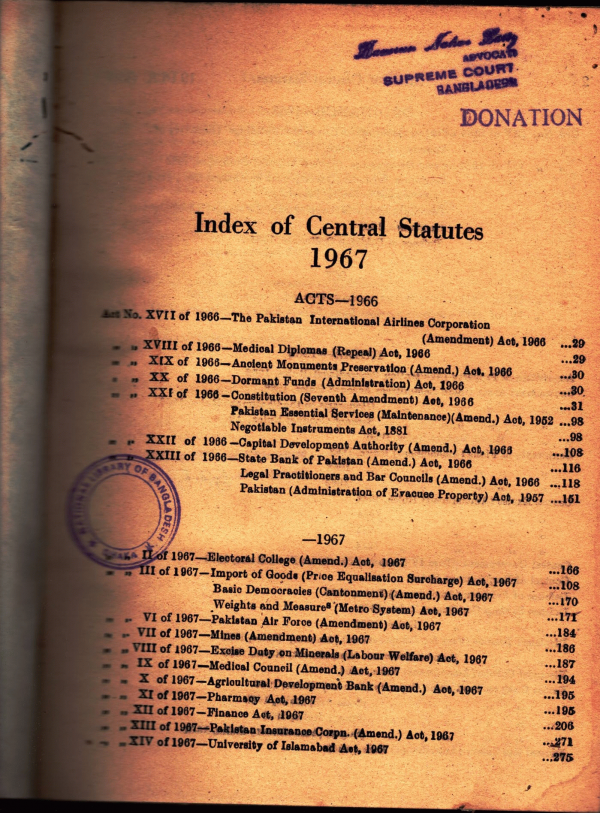 ADVOCATE
SUPREME COURT
BANGLADESH
DONATION
Index of Central Statutes
1967
ACTS—1966
Act No. XVII of 1966—The Pakistan International Airlines Corporation
(Amendment) Act, 1966 ...29
" " XVIII of 1966—Medical Diplomas (Repeal) Act, 1966 ...29
" " XIX of 1966—Ancient Monuments Preservation (Amend.) Act, 1966 ...30
" " XX of 1966—Dormant Funds (Administration) Act, 1966 ...30
" " XXI of 1966—Constitution (Seventh Amendment) Act, 1966 ...31
Pakistan Essential Services (Maintenance)(Amend.) Act, 1952 ...98
Negotiable Instruments Act, 1881 ...98
" " XXII of 1966—Capital Development Authority (Amend.) Act, 1966 ...108
" " XXIII of 1966—State Bank of Pakistan (Amend.) Act, 1966 ...116
Legal Practitioners and Bar Councils (Amend.) Act, 1966 ...118
Pakistan (Administration of Evacuee Property) Act, 1957 ...151
NATIONAL LIBRARY OF BANGLADESH
DHAKA
—1967
II of 1967—Electoral College (Amend.) Act, 1967 ...166
" " III of 1967—Import of Goods (Price Equalisation Surcharge) Act, 1967 ...108
Basic Democracies (Cantonment) (Amend.) Act, 1967 ...170
Weights and Measures (Metro System) Act, 1967 ...171
" " VI of 1967—Pakistan Air Force (Amendment) Act, 1967 ...184
" " VII of 1967—Mines (Amendment) Act, 1967 ...186
" " VIII of 1967—Excise Duty on Minerals (Labour Welfare) Act, 1967 ...187
" " IX of 1967—Medical Council (Amend.) Act, 1967 ...194
" " X of 1967—Agricultural Development Bank (Amend.) Act, 1967 ...195
" " XI of 1967—Pharmacy Act, 1967 ...195
" " XII of 1967—Finance Act, 1967 ...206
" " XIII of 1967—Pakistan Insurance Corpn. (Amend.) Act, 1967 ...271
" " XIV of 1967—University of Islamabad Act, 1967 ...275